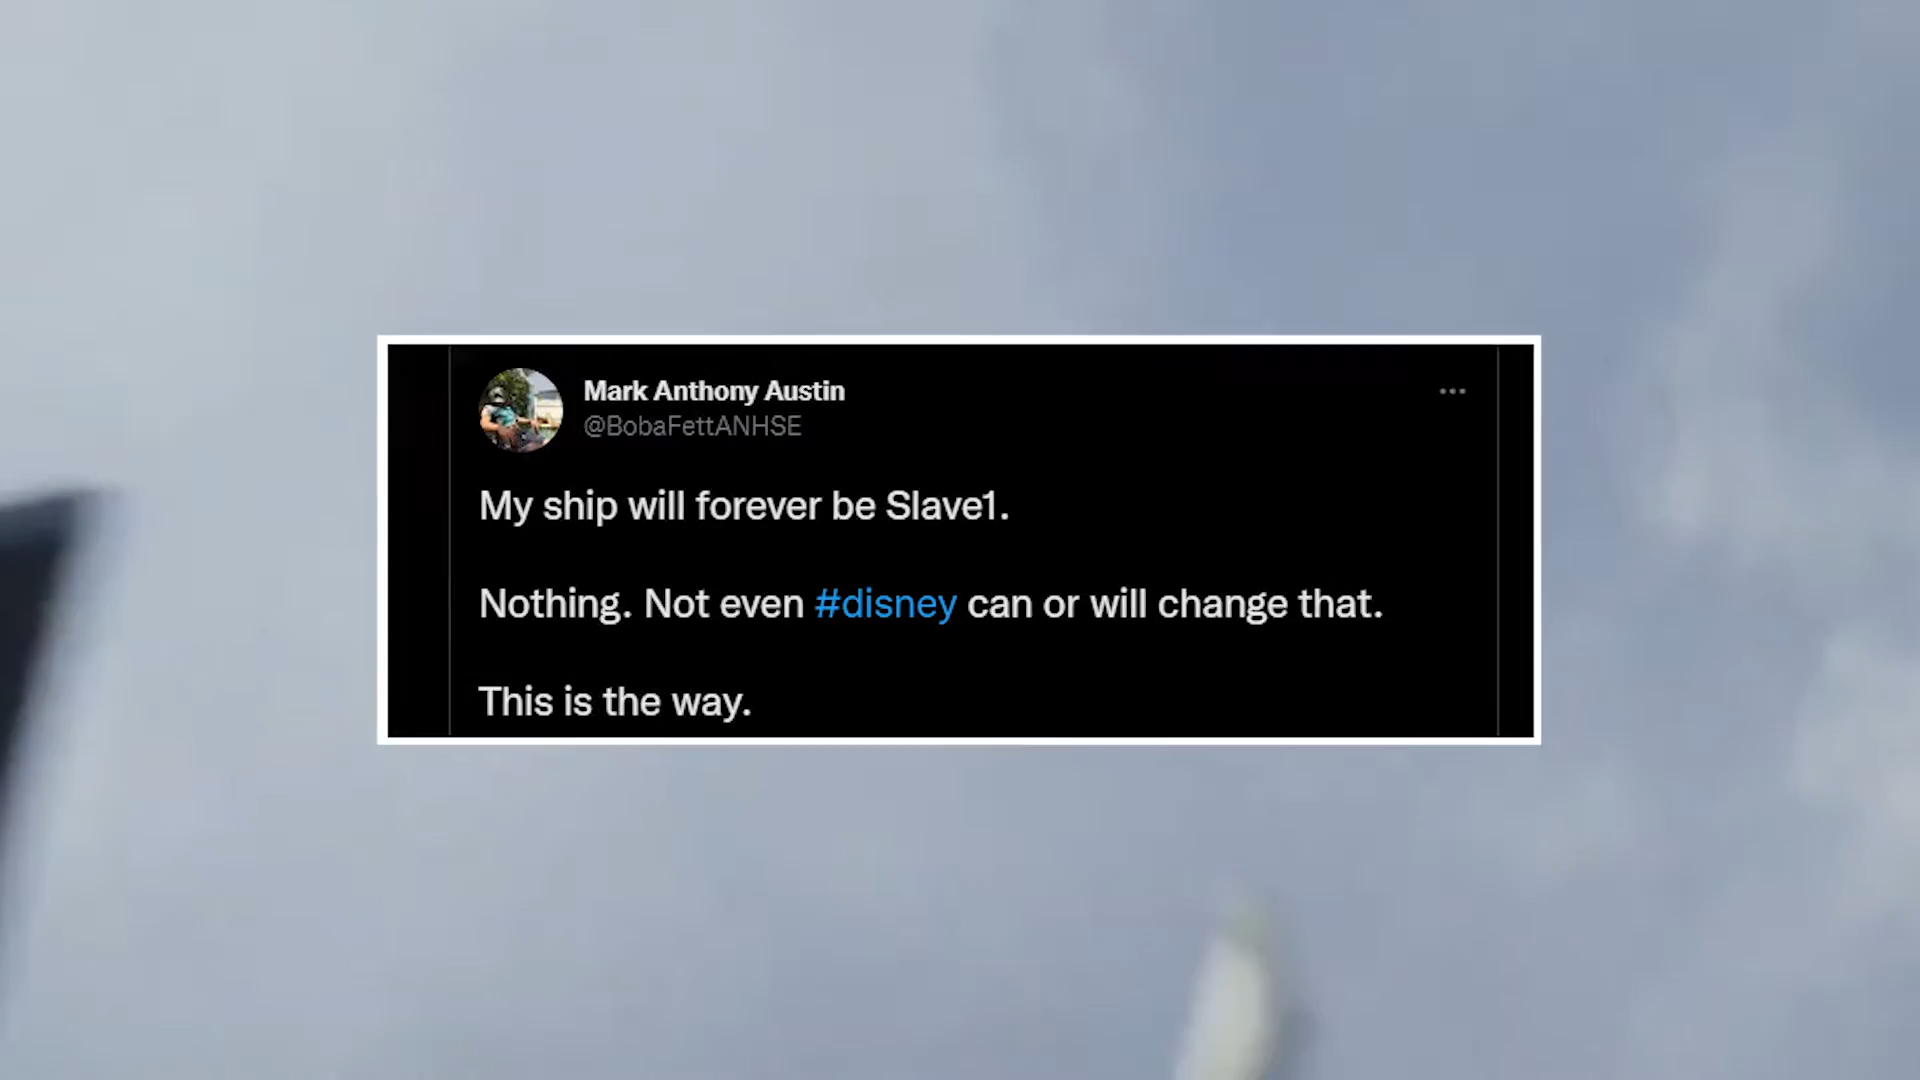 Mark Anthony Austin
@BobaFettANHSE
My ship will forever be Slave1.
Nothing. Not even #disney can or will change that.
This is the way.